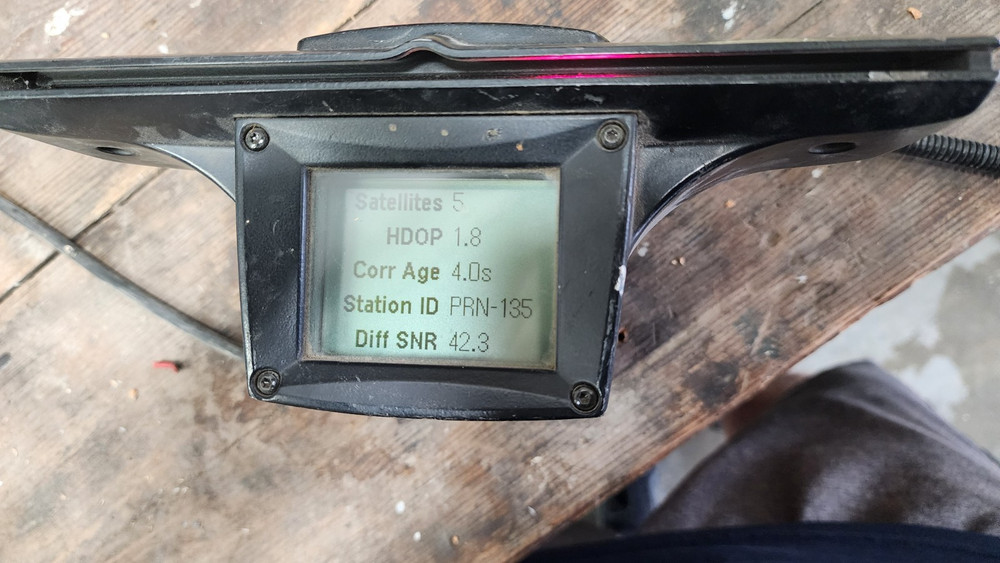 Satellites 5
HDOP 1.8
Corr Age 4.0s
Station ID PRN-135
Diff SNR 42.3